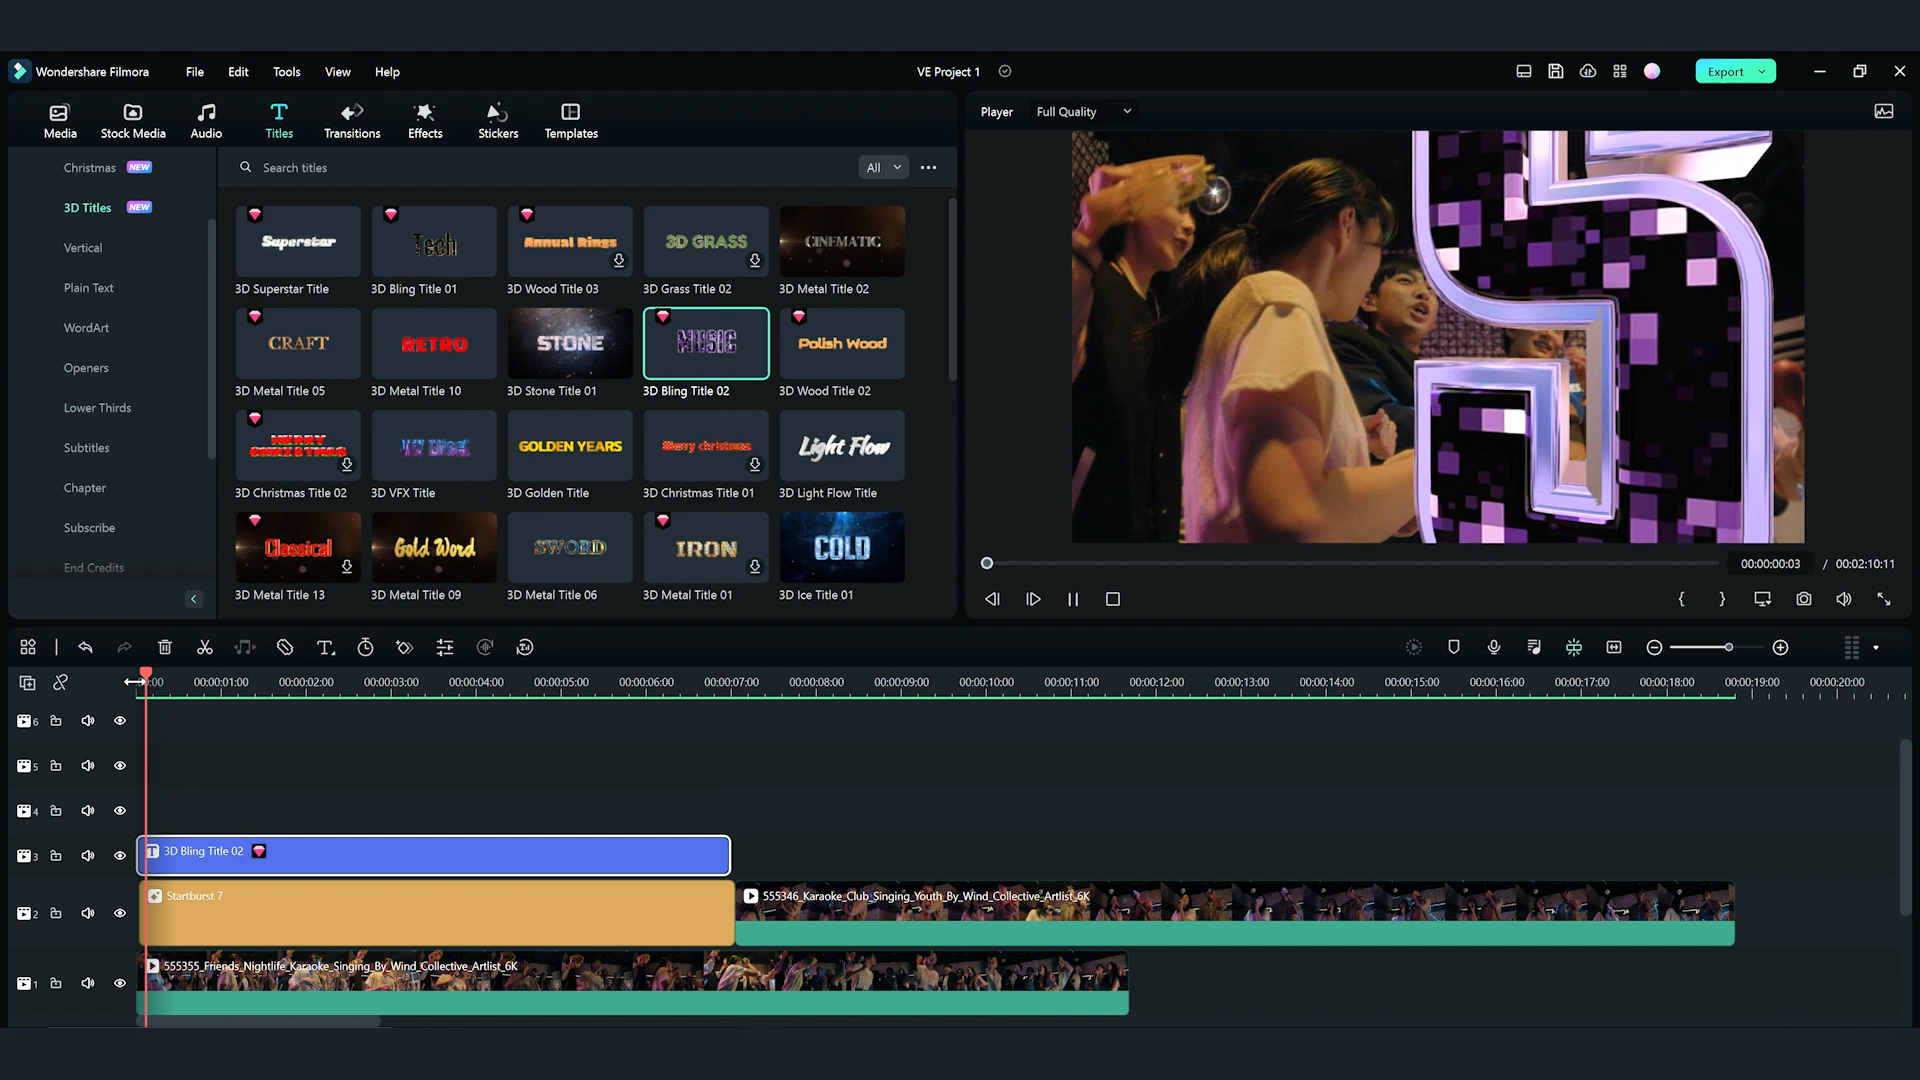 Wondershare Filmora
File
Edit
Tools
View
Help
VE Project 1
Export
Media
Stock Media
Audio
Titles
Transitions
Effects
Stickers
Templates
Player
Full Quality
Christmas NEW
3D Titles NEW
Vertical
Plain Text
WordArt
Openers
Lower Thirds
Subtitles
Chapter
Subscribe
End Credits
Search titles
All
Superstar
Tech
Annual Rings
3D GRASS
CINEMATIC
3D Superstar Title
3D Bling Title 01
3D Wood Title 03
3D Grass Title 02
3D Metal Title 02
CRAFT
RETRO
STONE
MUSIC
Polish Wood
3D Metal Title 05
3D Metal Title 10
3D Stone Title 01
3D Bling Title 02
3D Wood Title 02
MERRY
CHRISTMAS
GOLDEN YEARS
Merry christmas
Light Flow
3D Christmas Title 02
3D VFX Title
3D Golden Title
3D Christmas Title 01
3D Light Flow Title
Classical
Gold Word
SWORD
IRON
COLD
3D Metal Title 13
3D Metal Title 09
3D Metal Title 06
3D Metal Title 01
3D Ice Title 01
00:00:00:03 / 00:02:10:11
00:00:01:00
00:00:02:00
00:00:03:00
00:00:04:00
00:00:05:00
00:00:06:00
00:00:07:00
00:00:08:00
00:00:09:00
00:00:10:00
00:00:11:00
00:00:12:00
00:00:13:00
00:00:14:00
00:00:15:00
00:00:16:00
00:00:17:00
00:00:18:00
00:00:19:00
00:00:20:00
6
5
4
3
3D Bling Title 02
2
Startburst 7
555346_Karaoke_Club_Singing_Youth_By_Wind_Collective_Artlist_6K
1
555355_Friends_Nightlife_Karaoke_Singing_By_Wind_Collective_Artlist_6K